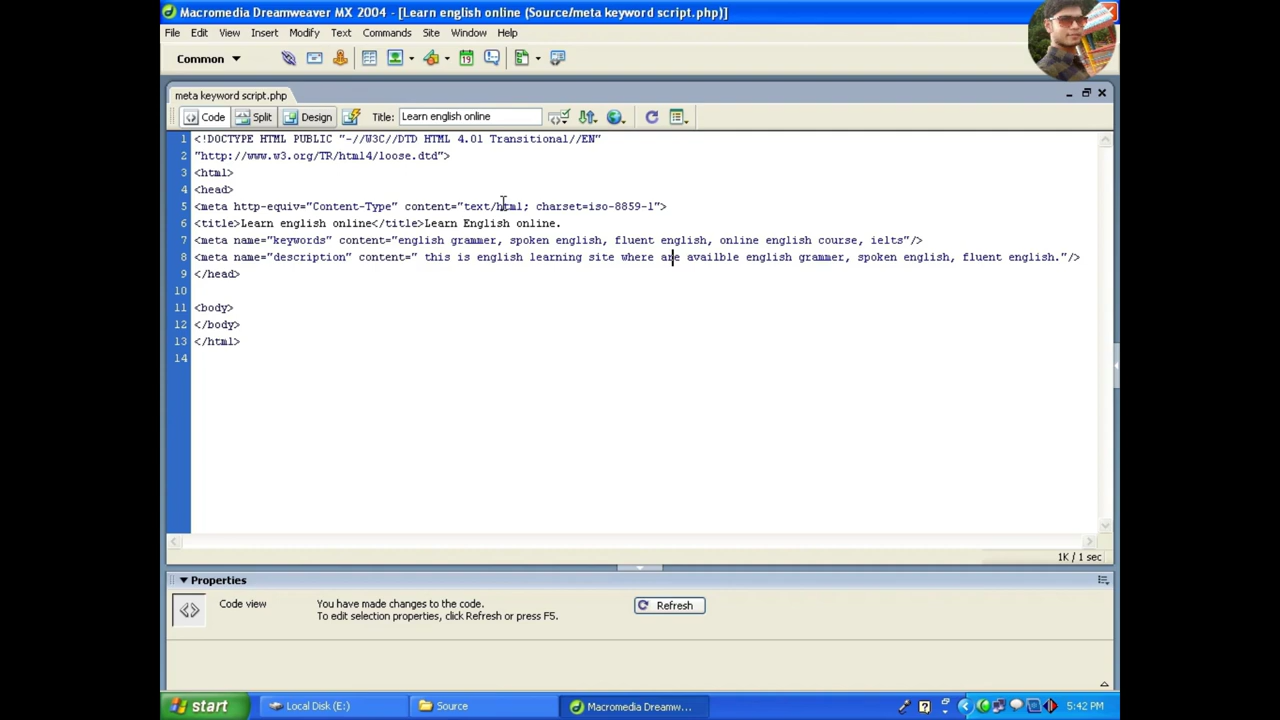 Macromedia Dreamweaver MX 2004 - [Learn english online (Source/meta keyword script.php)]
File Edit View Insert Modify Text Commands Site Window Help
Common
19
meta keyword script.php
Code Split Design Title: Learn english online
1 <!DOCTYPE HTML PUBLIC "-//W3C//DTD HTML 4.01 Transitional//EN"
2 "http://www.w3.org/TR/html4/loose.dtd">
3 <html>
4 <head>
5 <meta http-equiv="Content-Type" content="text/html; charset=iso-8859-1">
6 <title>Learn english online</title>Learn English online.
7 <meta name="keywords" content="english grammer, spoken english, fluent english, online english course, ielts"/>
8 <meta name="description" content=" this is english learning site where are availble english grammer, spoken english, fluent english."/>
9 </head>
10
11 <body>
12 </body>
13 </html>
14
1K / 1 sec
Properties
Code view You have made changes to the code. Refresh
To edit selection properties, click Refresh or press F5.
start Local Disk (E:) Source Macromedia Dreamw... 5:42 PM